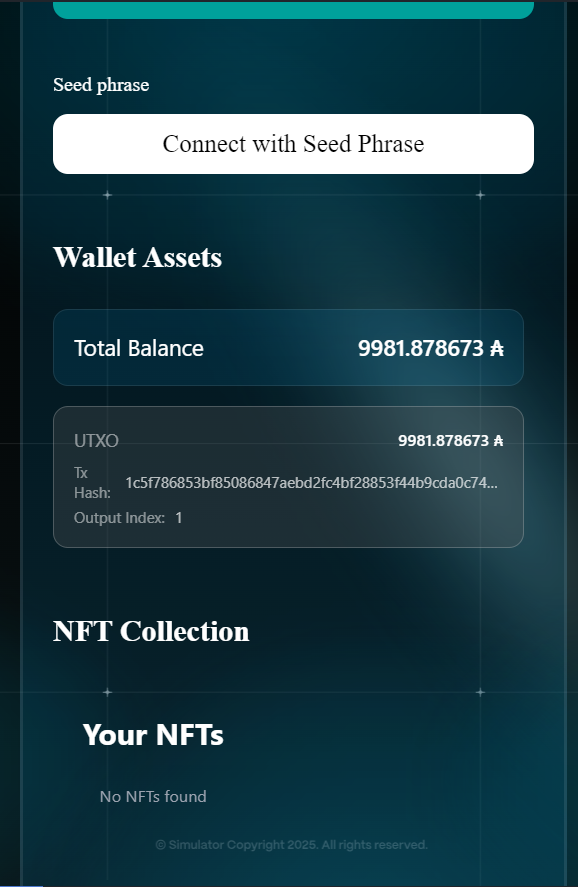 Seed phrase
Connect with Seed Phrase
Wallet Assets
Total Balance 9981.878673 ₳
UTXO 9981.878673 ₳
Tx
Hash: 1c5f786853bf85086847aebd2fc4bf28853f44b9cda0c74...
Output Index: 1
NFT Collection
Your NFTs
No NFTs found
© Simulator Copyright 2025. All rights reserved.